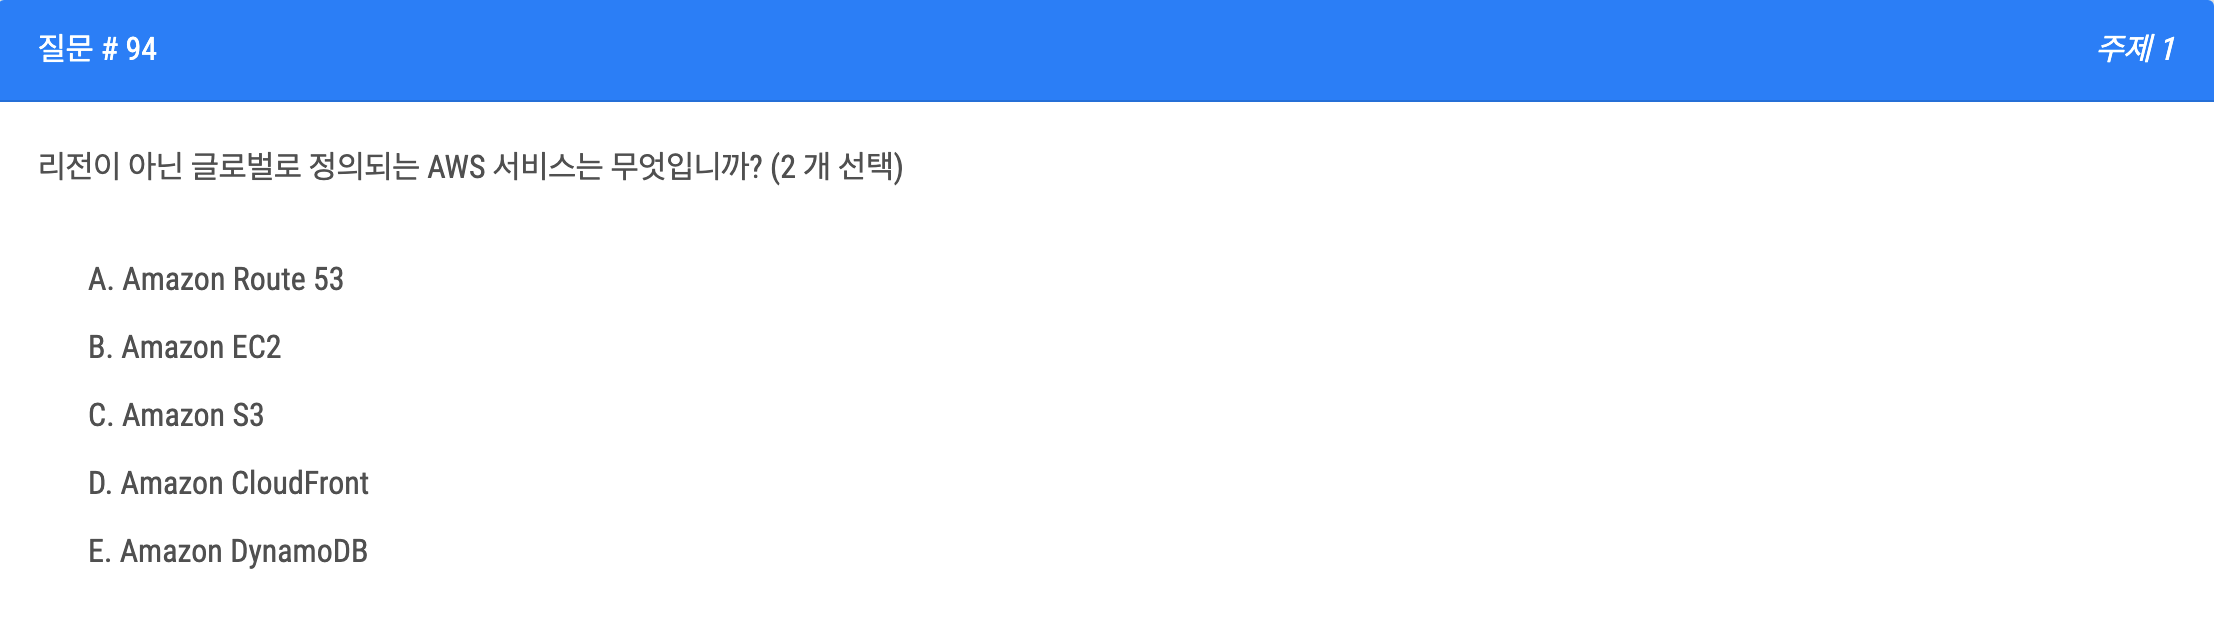 질문 # 94
주제 1
리전이 아닌 글로벌로 정의되는 AWS 서비스는 무엇입니까? (2 개 선택)
A. Amazon Route 53
B. Amazon EC2
C. Amazon S3
D. Amazon CloudFront
E. Amazon DynamoDB